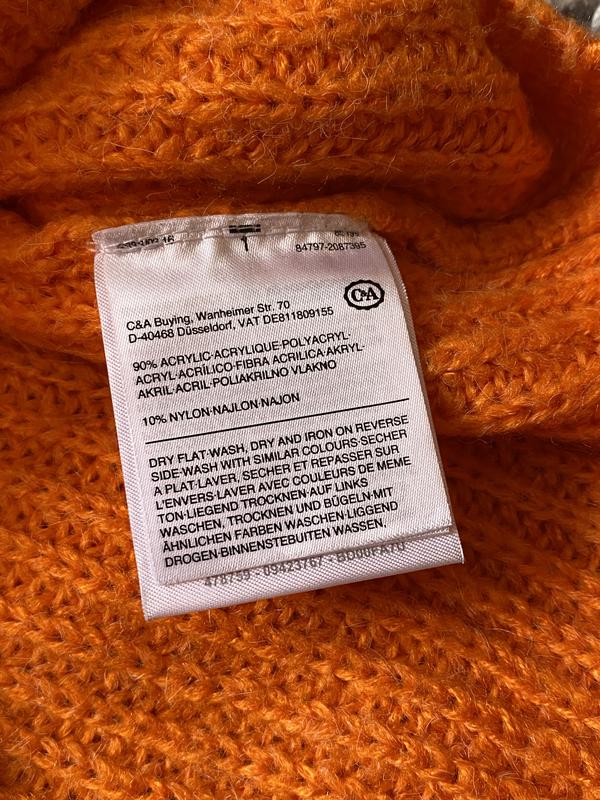 1
84797-2087395
C&A
C&A Buying, Wanheimer Str. 70
D-40468 Düsseldorf, VAT DE811809155
90% ACRYLIC·ACRYLIQUE·POLYACRYL·
ACRYL·ACRÍLICO·FIBRA ACRILICA·AKRYL·
AKRIL·ACRIL·POLIAKRILNO VLAKNO
10% NYLON·NAJLON·NAJON
DRY FLAT·WASH, DRY AND IRON ON REVERSE
SIDE·WASH WITH SIMILAR COLOURS·SECHER
A PLAT·LAVER, SECHER ET REPASSER SUR
L'ENVERS·LAVER AVEC COULEURS DE MEME
TON·LIEGEND TROCKNEN·AUF LINKS
WASCHEN, TROCKNEN UND BÜGELN·MIT
ÄHNLICHEN FARBEN WASCHEN·LIGGEND
DROGEN·BINNENSTEBUITEN WASSEN,
478759 - 09423767 -